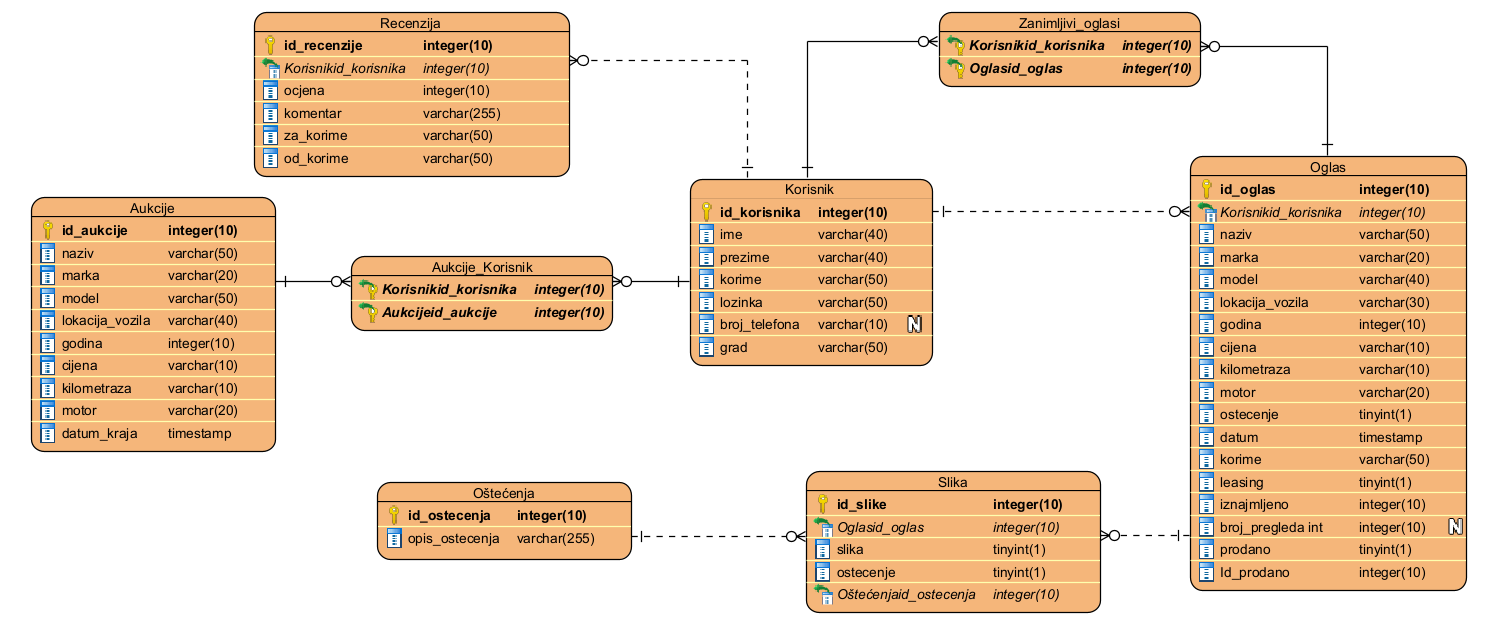 Recenzija
id_recenzije integer(10)
Korisnikid_korisnika integer(10)
ocjena integer(10)
komentar varchar(255)
za_korime varchar(50)
od_korime varchar(50)
Zanimljivi_oglasi
Korisnikid_korisnika integer(10)
Oglasid_oglas integer(10)
Aukcije
id_aukcije integer(10)
naziv varchar(50)
marka varchar(20)
model varchar(50)
lokacija_vozila varchar(40)
godina integer(10)
cijena varchar(10)
kilometraza varchar(10)
motor varchar(20)
datum_kraja timestamp
Aukcije_Korisnik
Korisnikid_korisnika integer(10)
Aukcijeid_aukcije integer(10)
Korisnik
id_korisnika integer(10)
ime varchar(40)
prezime varchar(40)
korime varchar(50)
lozinka varchar(50)
broj_telefona varchar(10) N
grad varchar(50)
Oglas
id_oglas integer(10)
Korisnikid_korisnika integer(10)
naziv varchar(50)
marka varchar(20)
model varchar(40)
lokacija_vozila varchar(30)
godina integer(10)
cijena varchar(10)
kilometraza varchar(10)
motor varchar(20)
ostecenje tinyint(1)
datum timestamp
korime varchar(50)
leasing tinyint(1)
iznajmljeno integer(10)
broj_pregleda int integer(10) N
prodano tinyint(1)
Id_prodano integer(10)
Oštećenja
id_ostecenja integer(10)
opis_ostecenja varchar(255)
Slika
id_slike integer(10)
Oglasid_oglas integer(10)
slika tinyint(1)
ostecenje tinyint(1)
Oštećenjaid_ostecenja integer(10)